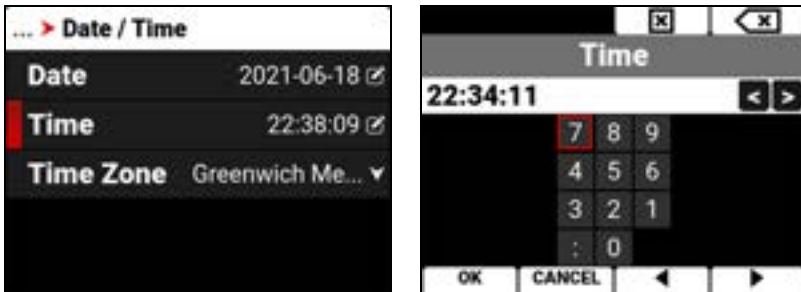 ... > Date / Time
Date 2021-06-18
Time 22:38:09
Time Zone Greenwich Me...
Time
22:34:11 < >
7 8 9
4 5 6
3 2 1
: 0
OK CANCEL